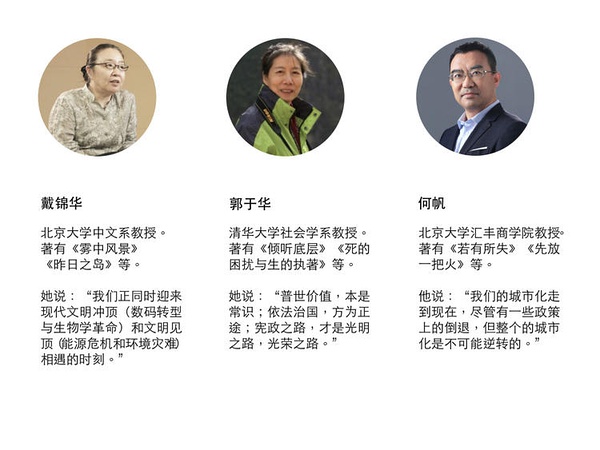 戴锦华
北京大学中文系教授。
著有《雾中风景》
《昨日之岛》等。
她说：“我们正同时迎来
现代文明冲顶（数码转型
与生物学革命）和文明见
顶（能源危机和环境灾难）
相遇的时刻。”
郭于华
清华大学社会学系教授。
著有《倾听底层》《死的
困扰与生的执著》等。
她说：“普世价值，本是
常识；依法治国，方为正
途；宪政之路，才是光明
之路，光荣之路。”
何帆
北京大学汇丰商学院教授。
著有《若有所失》《先放
一把火》等。
他说：“我们的城市化走
到现在，尽管有一些政策
上的倒退，但整个的城市
化是不可能逆转的。”